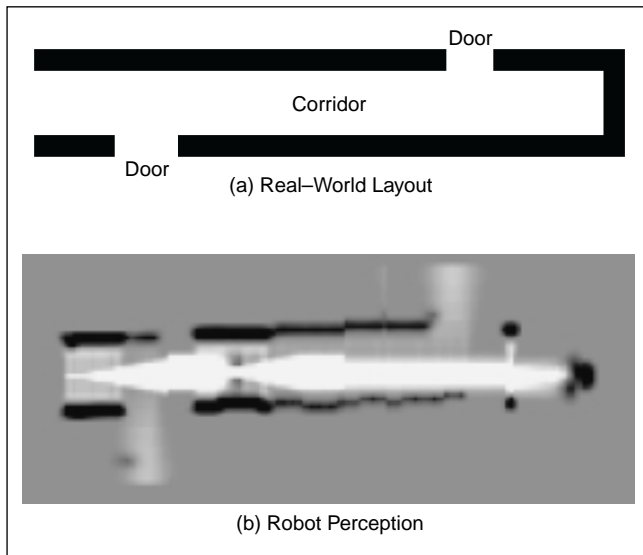 Door
Corridor
Door
(a) Real–World Layout
(b) Robot Perception